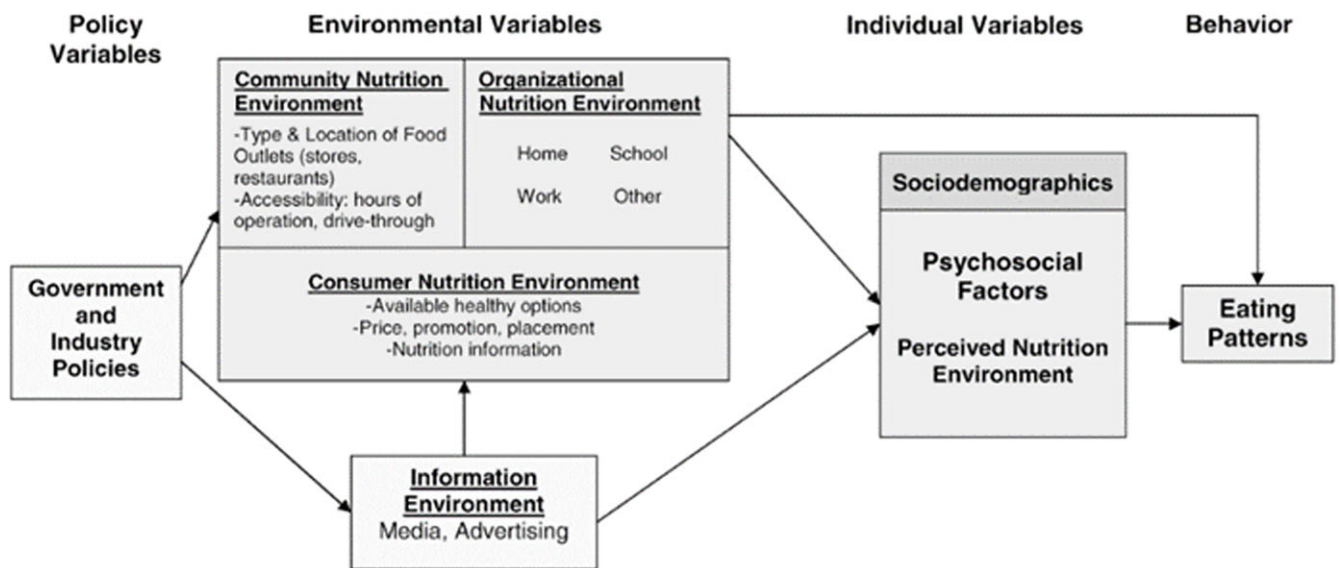 Policy
Variables
Environmental Variables
Individual Variables
Behavior
Community Nutrition
Environment
-Type & Location of Food
Outlets (stores,
restaurants)
-Accessibility: hours of
operation, drive-through
Organizational
Nutrition Environment
Home School
Work Other
Consumer Nutrition Environment
-Available healthy options
-Price, promotion, placement
-Nutrition information
Government
and
Industry
Policies
Information
Environment
Media, Advertising
Sociodemographics
Psychosocial
Factors
Perceived Nutrition
Environment
Eating
Patterns